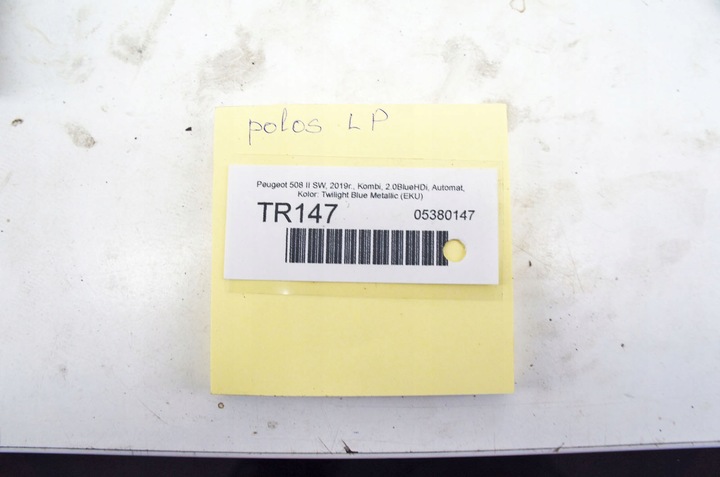 polos LP
Peugeot 508 II SW, 2019r., Kombi, 2.0BlueHDi, Automat,
Kolor: Twilight Blue Metallic (EKU)
TR147 05380147